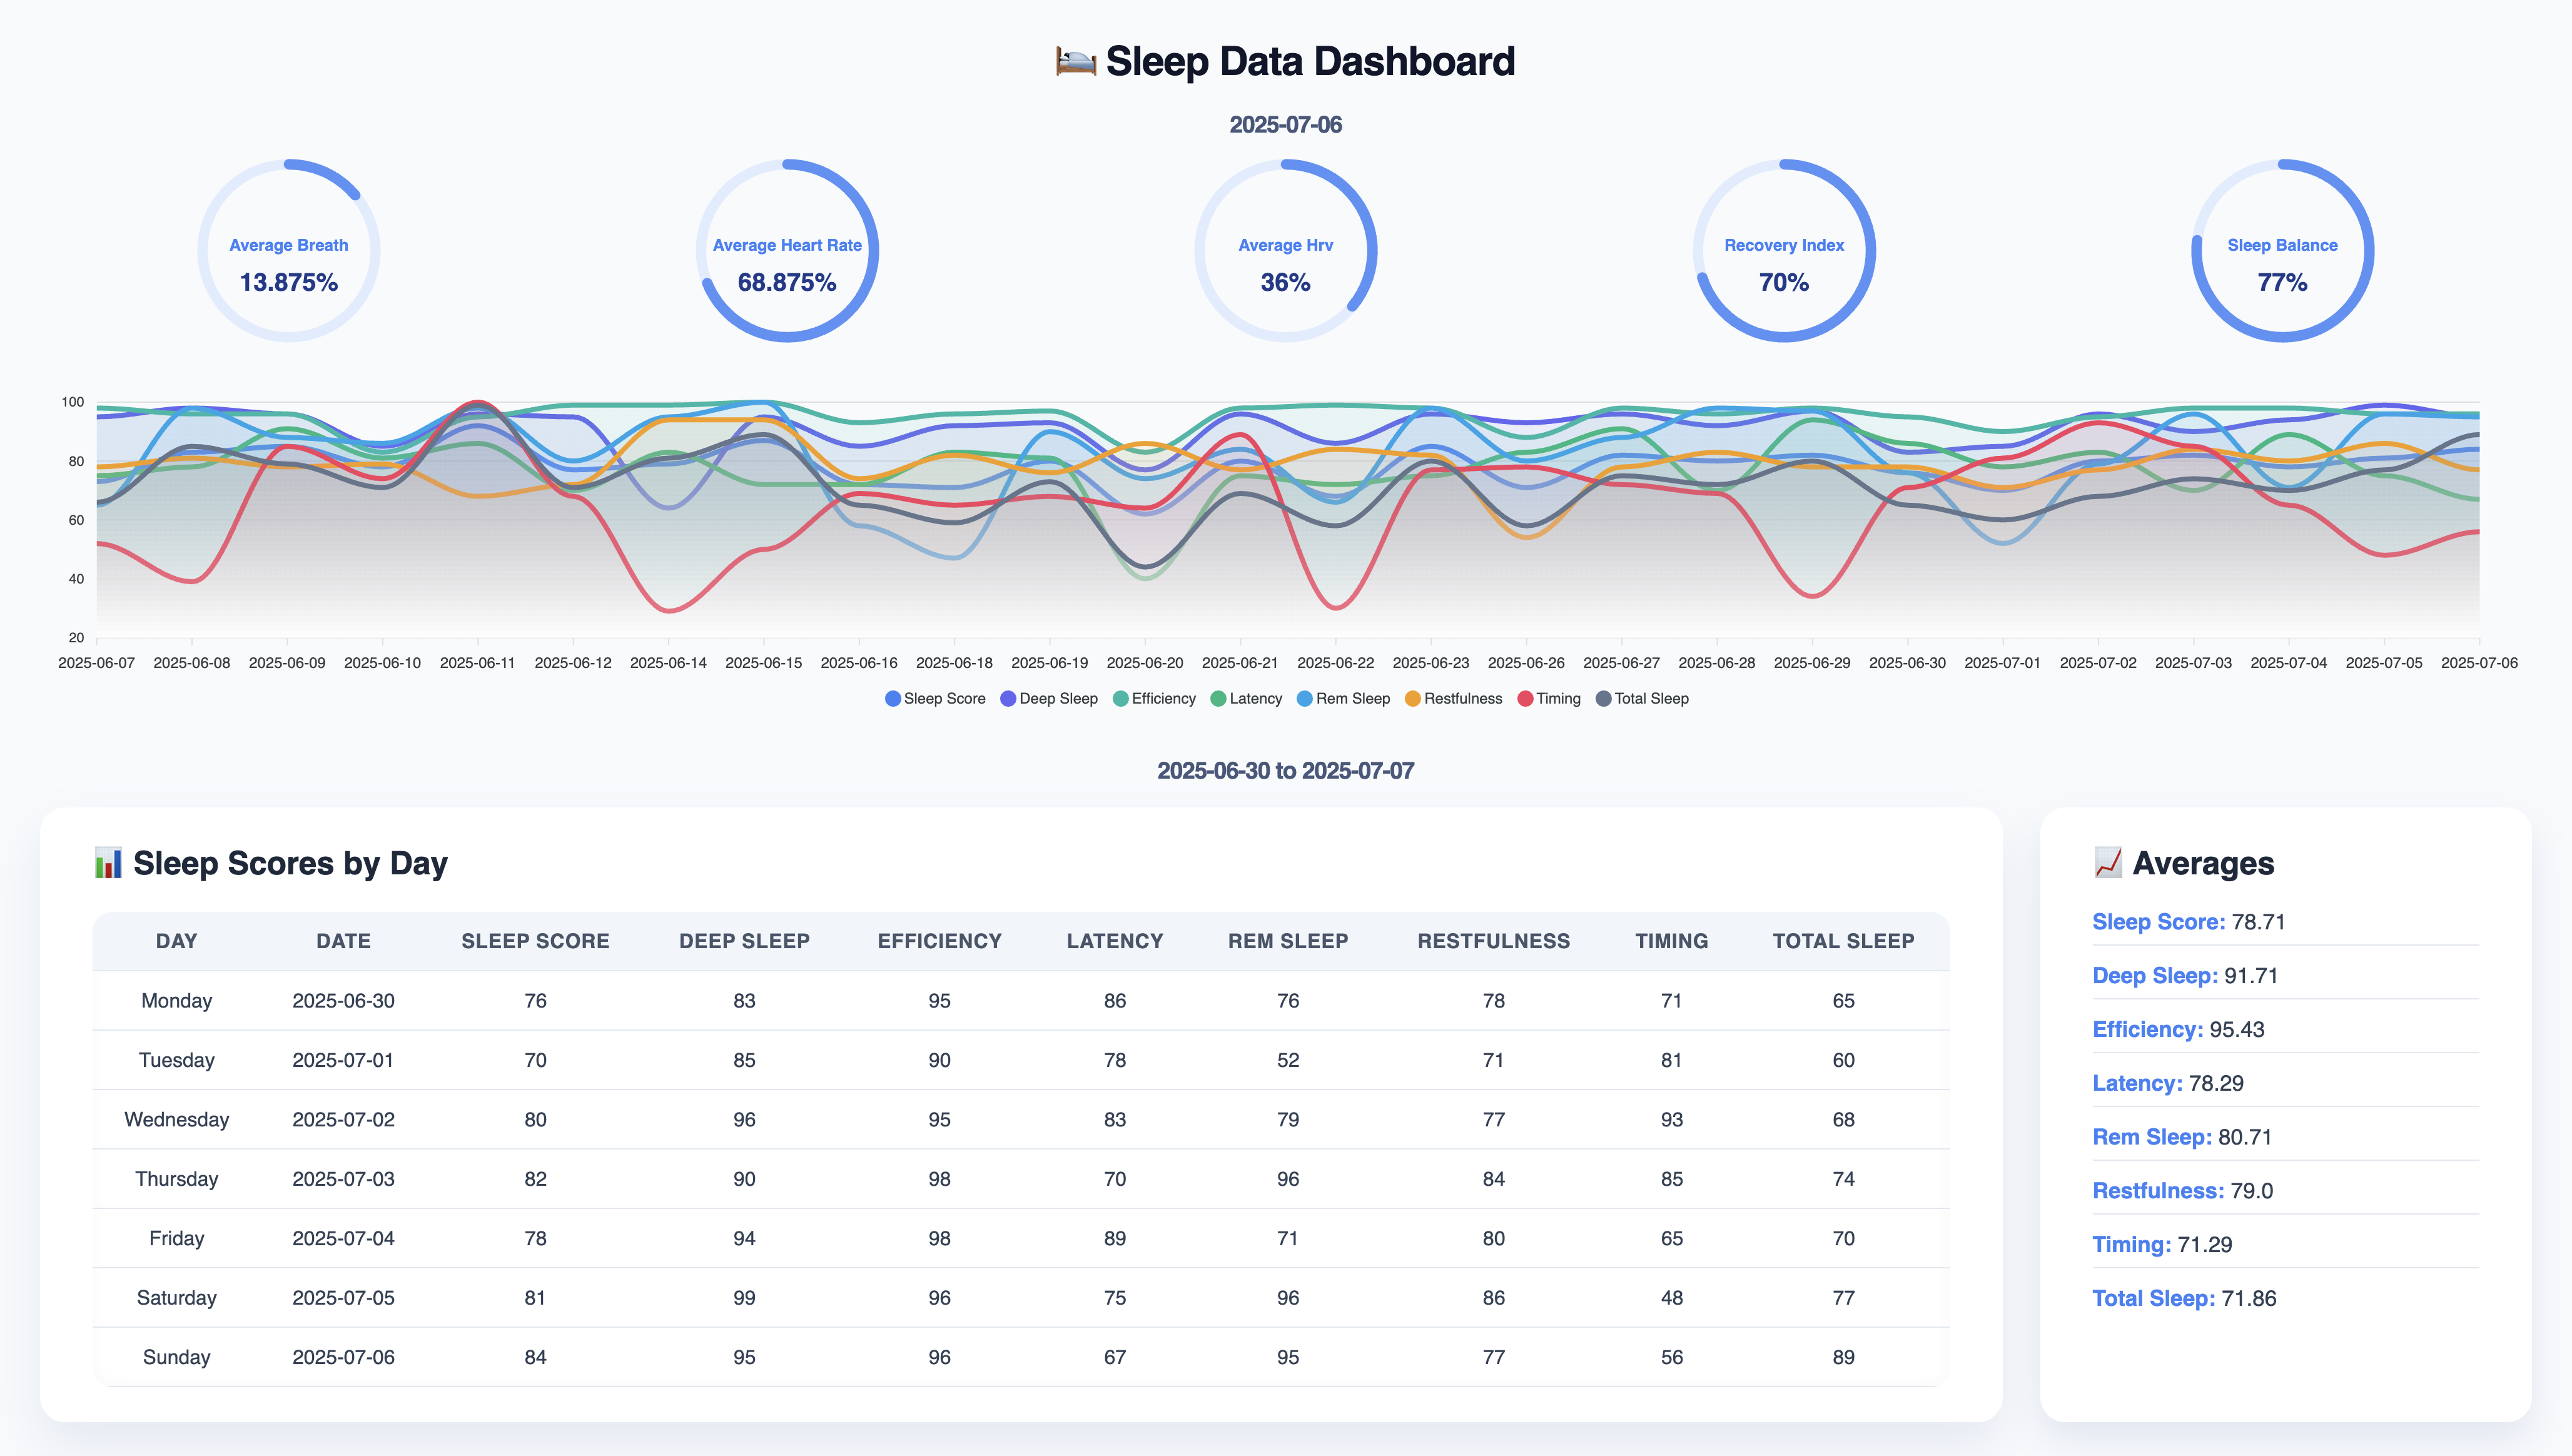 Sleep Data Dashboard
2025-07-06
Average Breath
13.875%
Average Heart Rate
68.875%
Average Hrv
36%
Recovery Index
70%
Sleep Balance
77%
100
80
60
40
20
2025-06-07 2025-06-08 2025-06-09 2025-06-10 2025-06-11 2025-06-12 2025-06-14 2025-06-15 2025-06-16 2025-06-18 2025-06-19 2025-06-20 2025-06-21 2025-06-22 2025-06-23 2025-06-26 2025-06-27 2025-06-28 2025-06-29 2025-06-30 2025-07-01 2025-07-02 2025-07-03 2025-07-04 2025-07-05 2025-07-06
Sleep Score Deep Sleep Efficiency Latency Rem Sleep Restfulness Timing Total Sleep
2025-06-30 to 2025-07-07
Sleep Scores by Day
DAY DATE SLEEP SCORE DEEP SLEEP EFFICIENCY LATENCY REM SLEEP RESTFULNESS TIMING TOTAL SLEEP
Monday 2025-06-30 76 83 95 86 76 78 71 65
Tuesday 2025-07-01 70 85 90 78 52 71 81 60
Wednesday 2025-07-02 80 96 95 83 79 77 93 68
Thursday 2025-07-03 82 90 98 70 96 84 85 74
Friday 2025-07-04 78 94 98 89 71 80 65 70
Saturday 2025-07-05 81 99 96 75 96 86 48 77
Sunday 2025-07-06 84 95 96 67 95 77 56 89
Averages
Sleep Score: 78.71
Deep Sleep: 91.71
Efficiency: 95.43
Latency: 78.29
Rem Sleep: 80.71
Restfulness: 79.0
Timing: 71.29
Total Sleep: 71.86